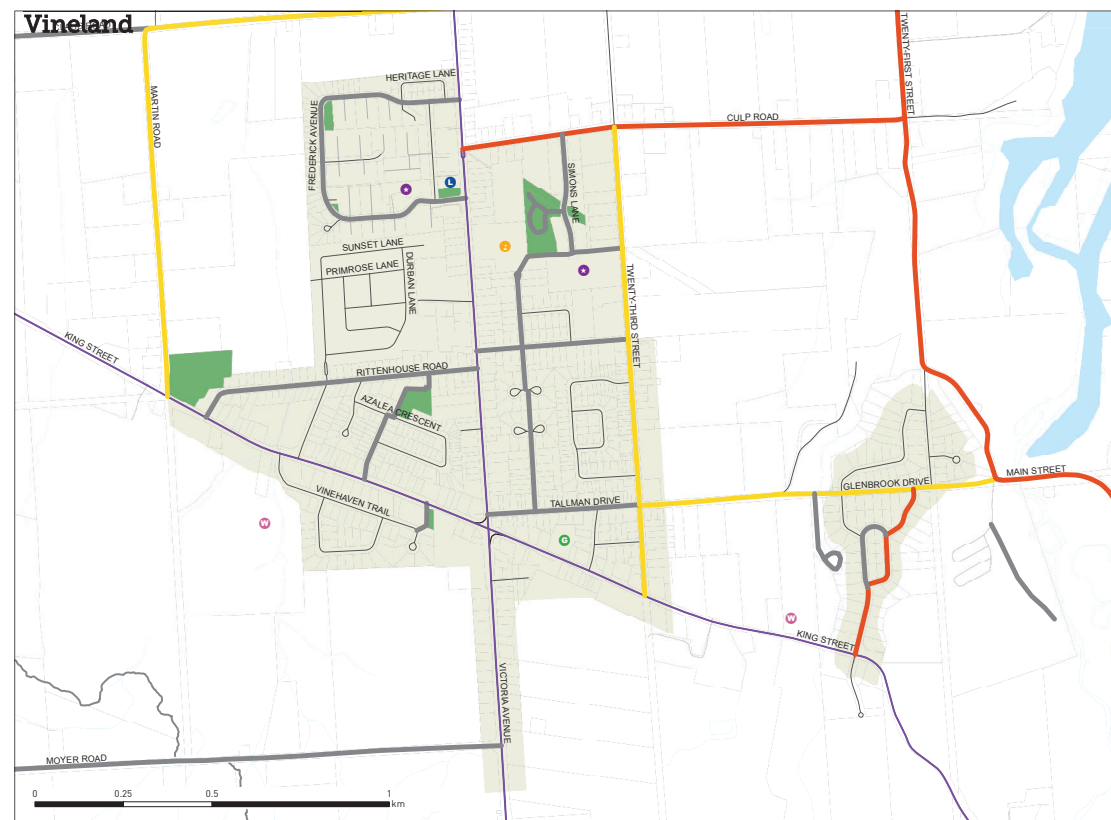 Vineland
HERITAGE LANE
TWENTY-FIRST STREET
MARTIN ROAD
FREDERICK AVENUE
CULP ROAD
L
SIMONS LANE
SUNSET LANE
PRIMROSE LANE
DURBAN LANE
TWENTY-THIRD STREET
KING STREET
RITTENHOUSE ROAD
AZALEA CRESCENT
MAIN STREET
GLENBROOK DRIVE
VINEHAVEN TRAIL
TALLMAN DRIVE
W
G
W
KING STREET
VICTORIA AVENUE
MOYER ROAD
0 0.25 0.5 1
km